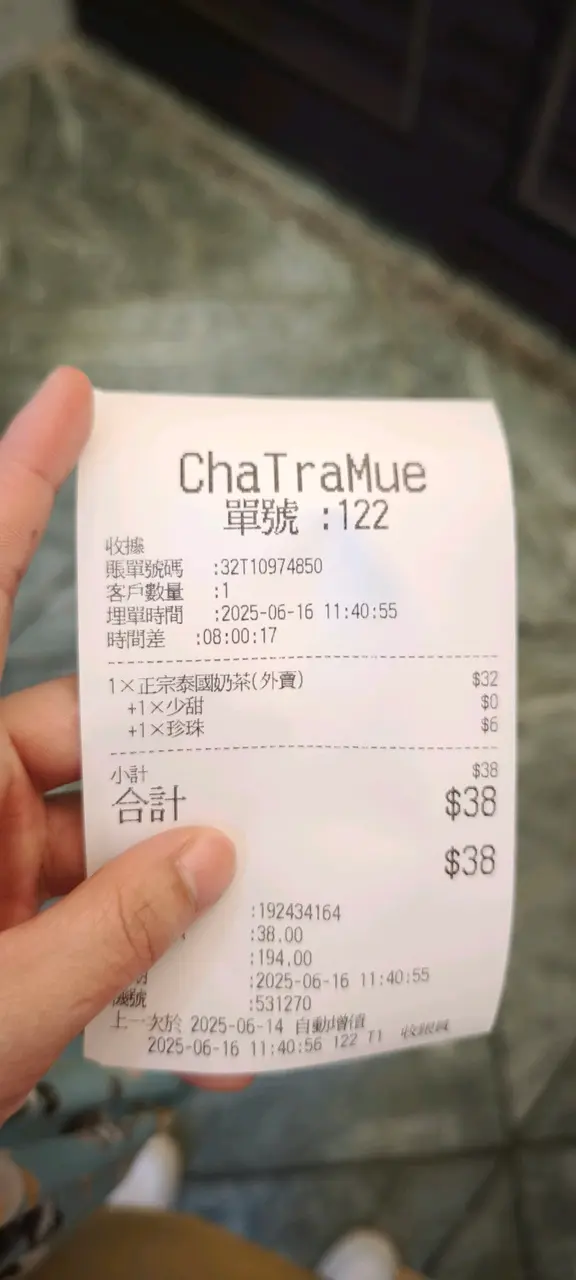 ChaTraMue
單號 :122
收據
賬單號碼 :32T10974850
客戶數量 :1
埋單時間 :2025-06-16 11:40:55
時間差 :08:00:17
1×正宗泰國奶茶(外賣) $32
+1×少甜 $0
+1×珍珠 $6
小計 $38
合計 $38
$38
:192434164
:38.00
:194.00
:2025-06-16 11:40:55
機號 :531270
上一次於 2025-06-14 自動增值
2025-06-16 11:40:56 122 T1 收銀員